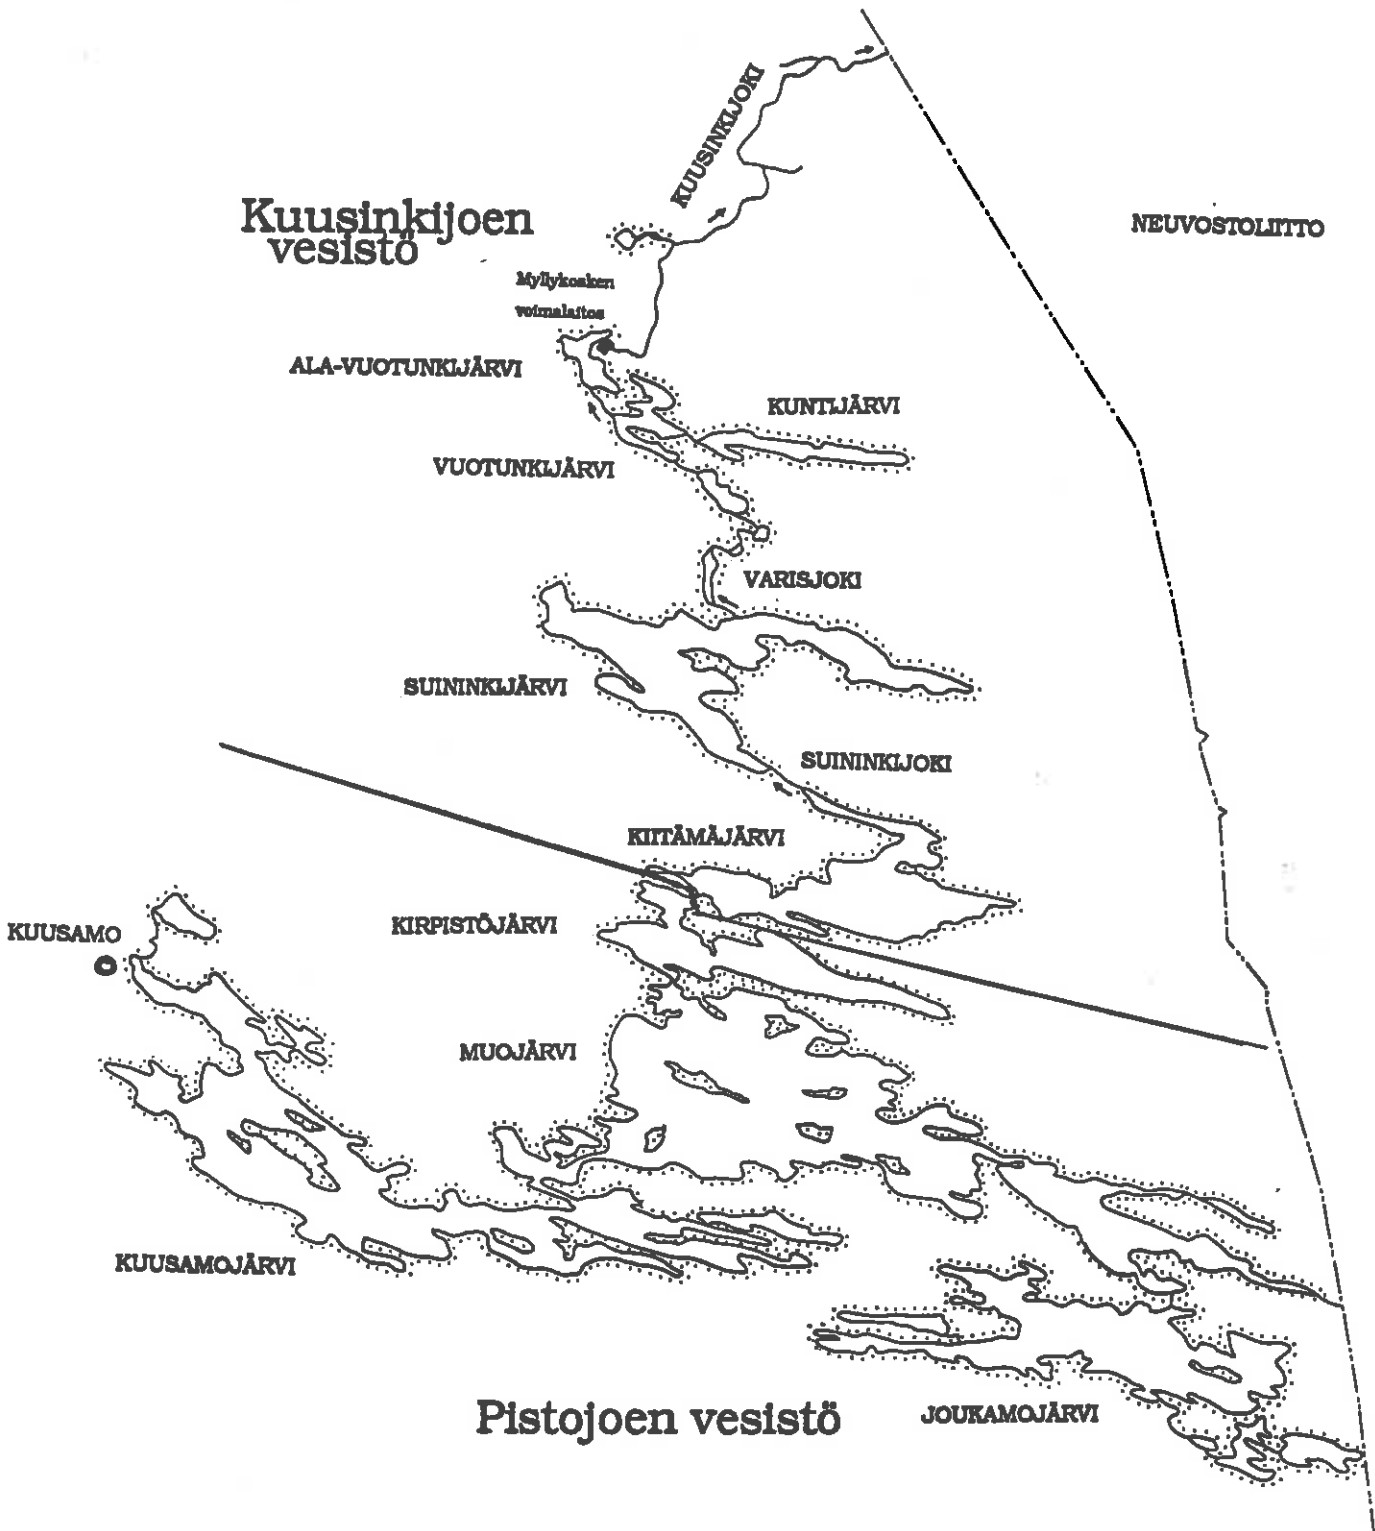 KUUSINKIJOKI
Kuusinkijoen
vesistö
NEUVOSTOLIITTO
Myllykosken
voimalaitos
ALA-VUOTUNKIJÄRVI
KUNTIJÄRVI
VUOTUNKIJÄRVI
VARISJOKI
SUININKIJÄRVI
SUININKIJOKI
KIITÄMÄJÄRVI
KIRPISTÖJÄRVI
KUUSAMO
MUOJÄRVI
KUUSAMOJÄRVI
Pistojoen vesistö
JOUKAMOJÄRVI